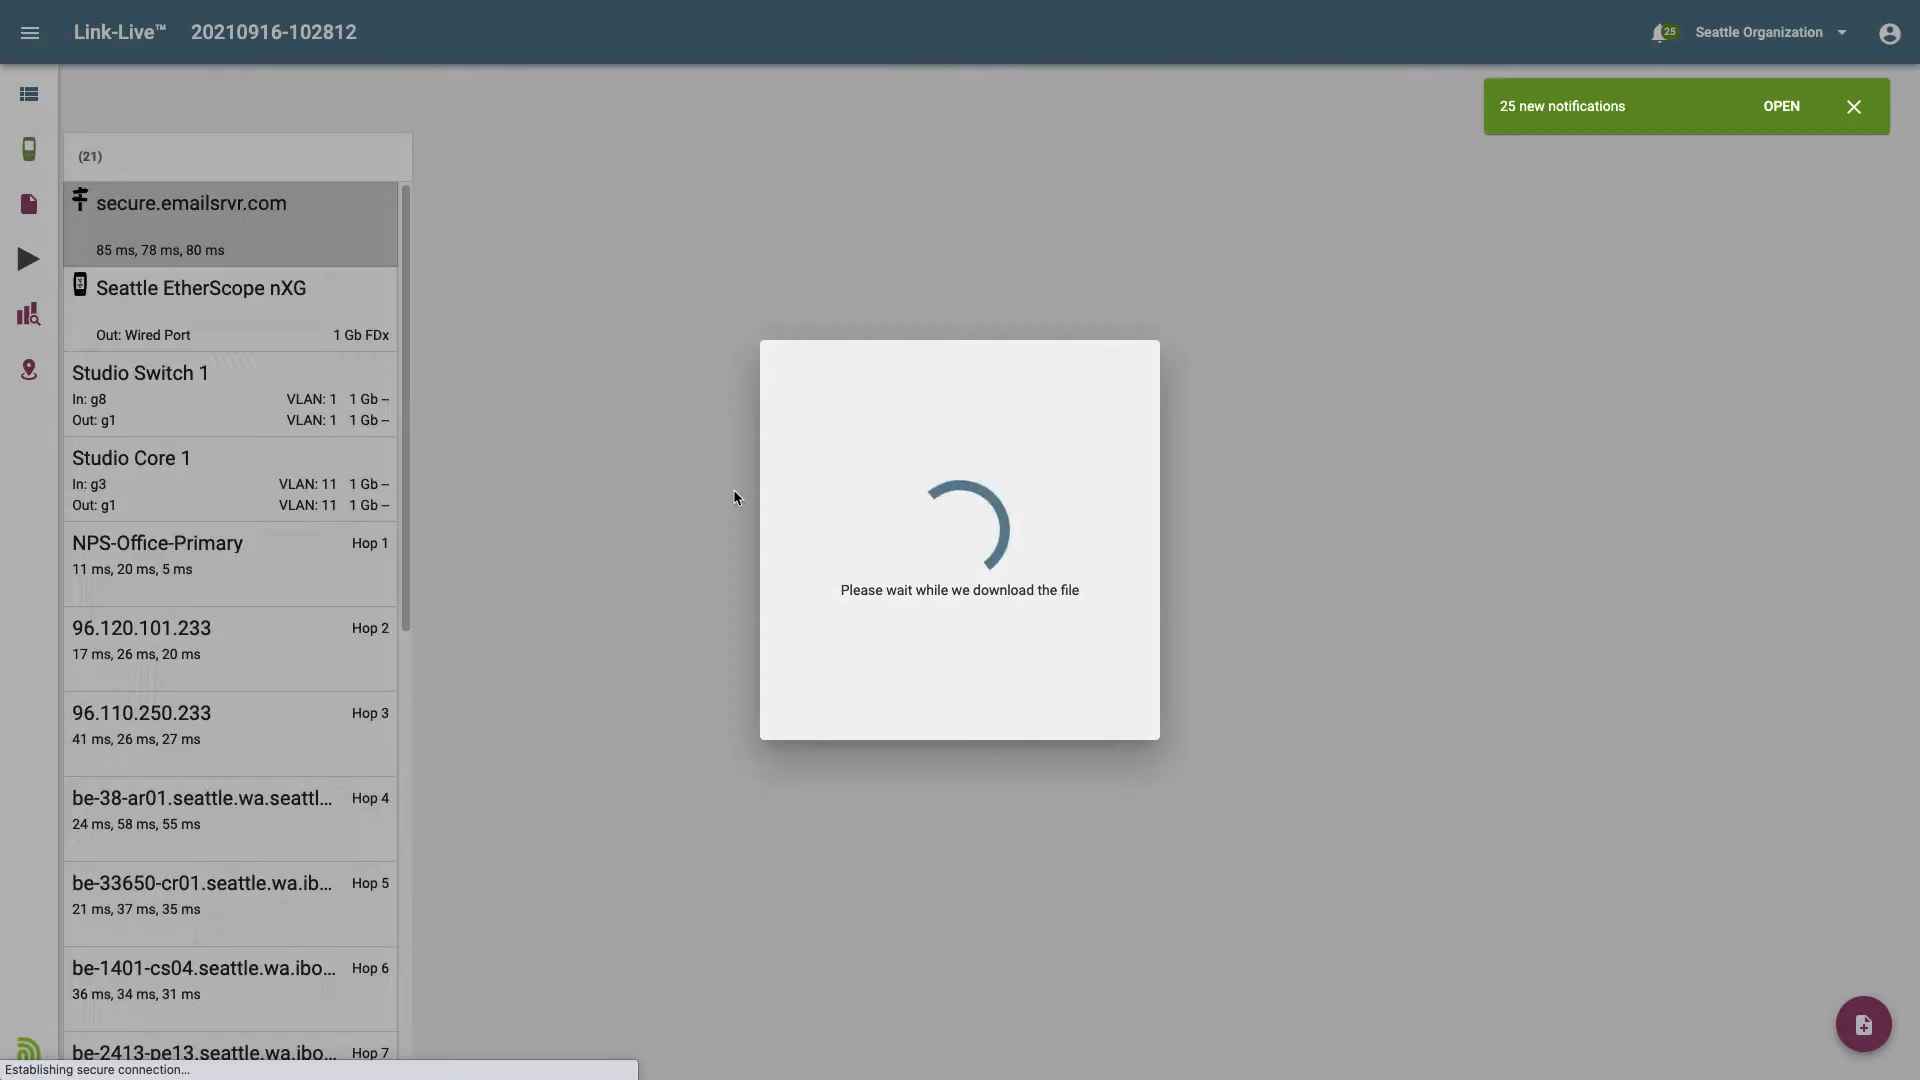 Link-Live™ 20210916-102812
25
Seattle Organization
25 new notifications
OPEN
(21)
secure.emailsrvr.com
85 ms, 78 ms, 80 ms
Seattle EtherScope nXG
Out: Wired Port 1 Gb FDx
Studio Switch 1
In: g8 VLAN: 1 1 Gb –
Out: g1 VLAN: 1 1 Gb –
Studio Core 1
In: g3 VLAN: 11 1 Gb –
Out: g1 VLAN: 11 1 Gb –
NPS-Office-Primary Hop 1
11 ms, 20 ms, 5 ms
96.120.101.233 Hop 2
17 ms, 26 ms, 20 ms
96.110.250.233 Hop 3
41 ms, 26 ms, 27 ms
be-38-ar01.seattle.wa.seattl... Hop 4
24 ms, 58 ms, 55 ms
be-33650-cr01.seattle.wa.ib... Hop 5
21 ms, 37 ms, 35 ms
be-1401-cs04.seattle.wa.ibo... Hop 6
36 ms, 34 ms, 31 ms
be-2413-pe13.seattle.wa.ibo... Hop 7
Please wait while we download the file
Establishing secure connection...